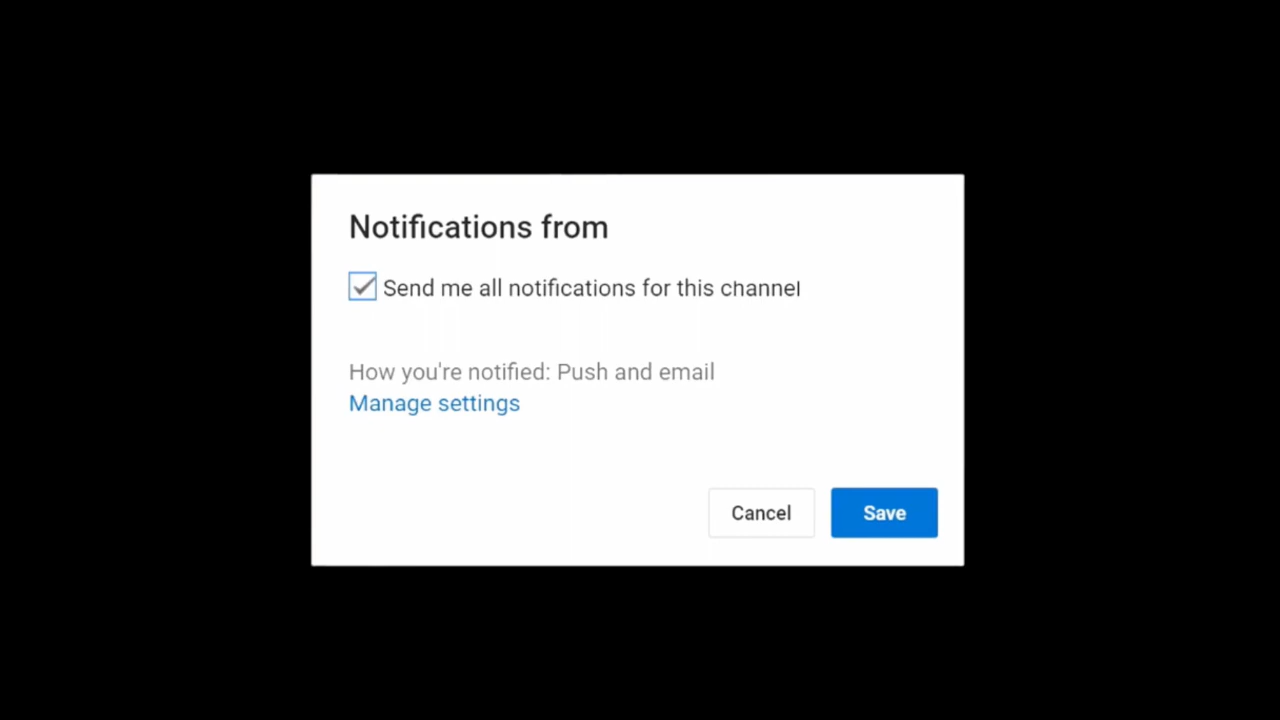 Notifications from
Send me all notifications for this channel
How you're notified: Push and email
Manage settings
Cancel
Save